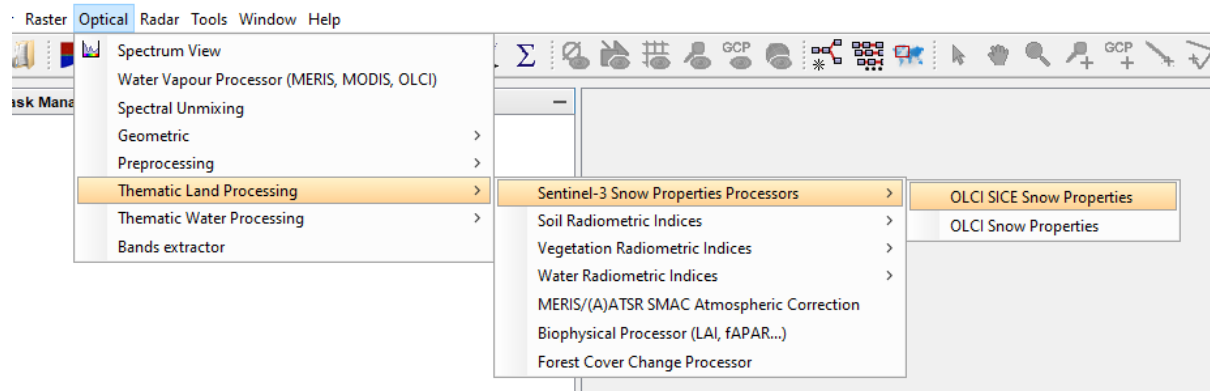 Raster Optical Radar Tools Window Help
Σ GCP GCP
Spectrum View
Water Vapour Processor (MERIS, MODIS, OLCI)
ask Mana
Spectral Unmixing
Geometric
Preprocessing
Thematic Land Processing
Thematic Water Processing
Bands extractor
Sentinel-3 Snow Properties Processors
Soil Radiometric Indices
Vegetation Radiometric Indices
Water Radiometric Indices
MERIS/(A)ATSR SMAC Atmospheric Correction
Biophysical Processor (LAI, fAPAR...)
Forest Cover Change Processor
OLCI SICE Snow Properties
OLCI Snow Properties